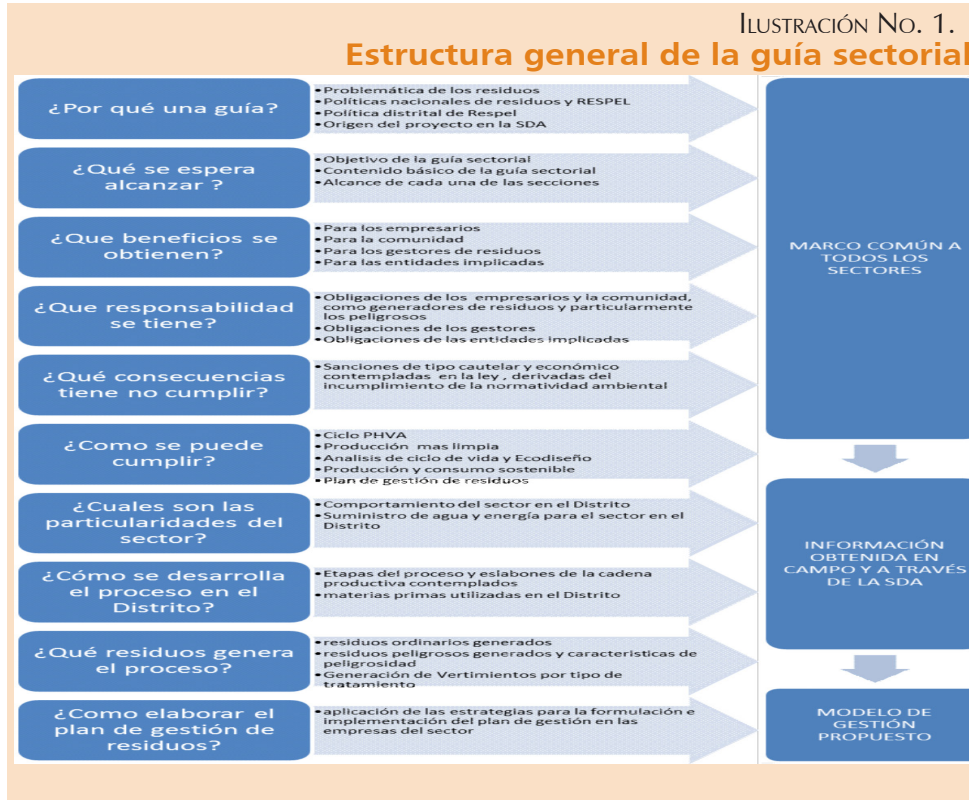 Ilustración No. 1.
Estructura general de la guía sectorial
¿Por qué una guía?
•Problemática de los residuos
•Políticas nacionales de residuos y RESPEL
•Política distrital de Respel
•Origen del proyecto en la SDA
¿Qué se espera
alcanzar ?
•Objetivo de la guía sectorial
•Contenido básico de la guía sectorial
•Alcance de cada una de las secciones
¿Que beneficios se
obtienen?
•Para los empresarios
•Para la comunidad
•Para los gestores de residuos
•Para las entidades implicadas
¿Que responsabilidad
se tiene?
•Obligaciones de los empresarios y la comunidad,
como generadores de residuos y particularmente
los peligrosos
•Obligaciones de los gestores
•Obligaciones de las entidades implicadas
¿Qué consecuencias
tiene no cumplir?
•Sanciones de tipo cautelar y económico
contempladas en la ley , derivadas del
incumplimiento de la normatividad ambiental
MARCO COMÚN A
TODOS LOS
SECTORES
¿Como se puede
cumplir?
•Ciclo PHVA
•Producción mas limpia
•Analisis de ciclo de vida y Ecodiseño
•Producción y consumo sostenible
•Plan de gestión de residuos
¿Cuales son las
particularidades del
sector?
•Comportamiento del sector en el Distrito
•Suministro de agua y energía para el sector en el
Distrito
¿Cómo se desarrolla
el proceso en el
Distrito?
•Etapas del proceso y eslabones de la cadena
productiva contemplados
•materias primas utilizadas en el Distrito
INFORMACIÓN
OBTENIDA EN
CAMPO Y A TRAVÉS
DE LA SDA
¿Qué residuos genera
el proceso?
•residuos ordinarios generados
•residuos peligrosos generados y caracteristicas de
peligrosidad
•Generación de Vertimientos por tipo de
tratamiento
¿Como elaborar el
plan de gestión de
residuos?
•aplicación de las estrategias para la formulación e
implementación del plan de gestión en las
empresas del sector
MODELO DE
GESTIÓN
PROPUESTO